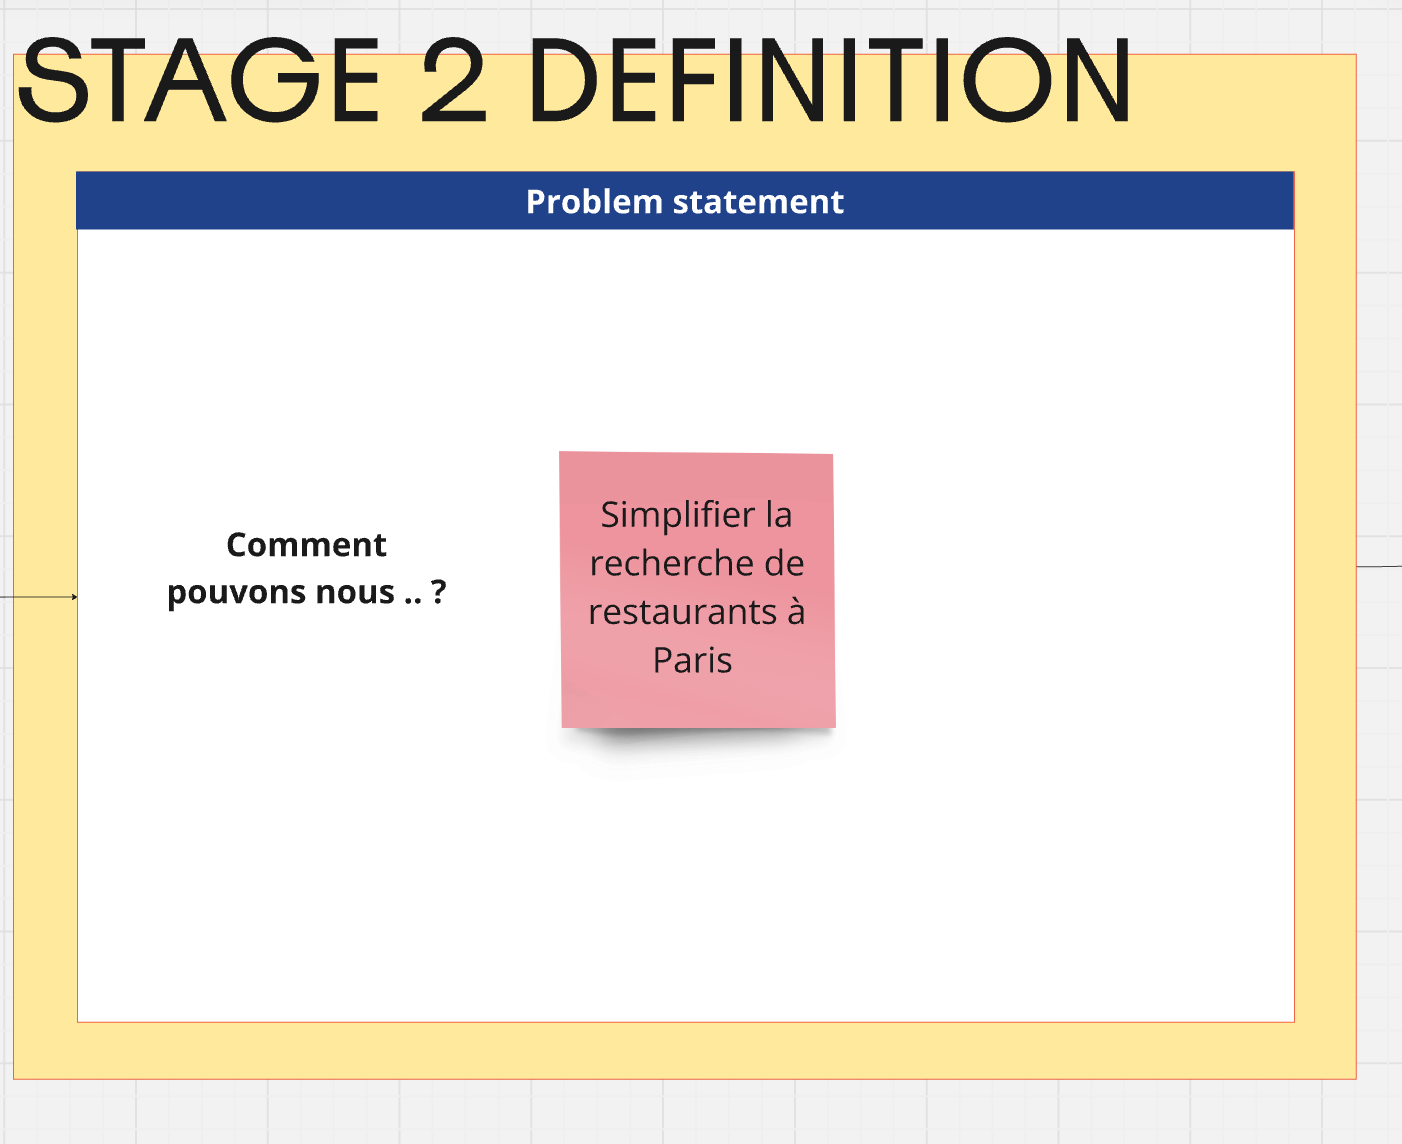 STAGE 2 DEFINITION
Problem statement
Comment
pouvons nous .. ?
Simplifier la
recherche de
restaurants à
Paris